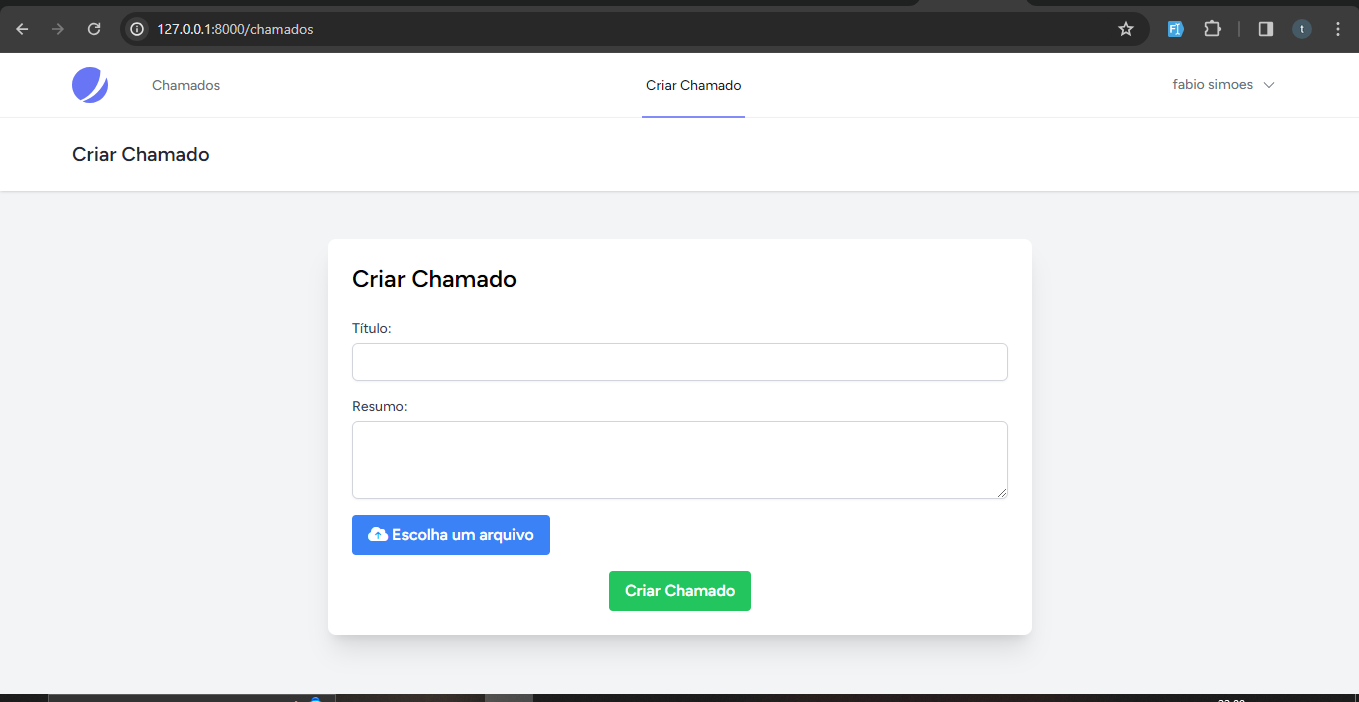 127.0.0.1:8000/chamados
Chamados
Criar Chamado
fabio simoes
Criar Chamado
Criar Chamado
Título:
Resumo:
Escolha um arquivo
Criar Chamado